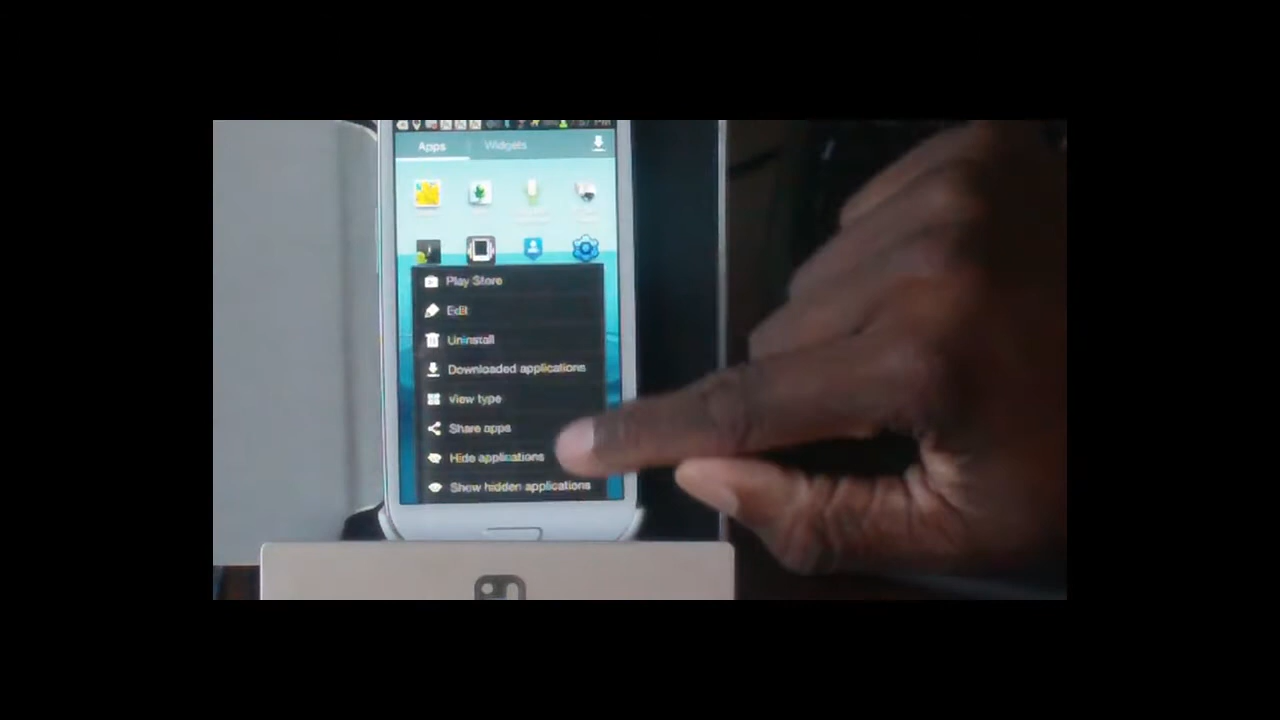 Apps
Widgets
Play Store
Edit
Uninstall
Downloaded applications
View type
Share apps
Hide applications
Show hidden applications